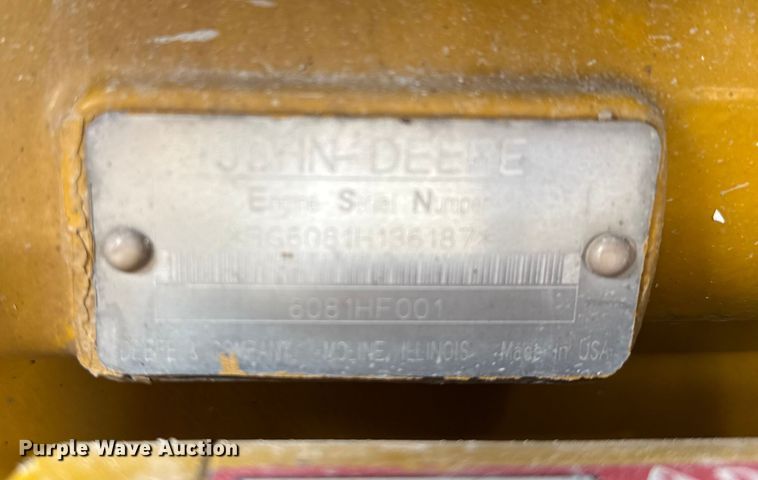 JOHN DEERE
Engine Serial Number
*RG6081H136187*
6081HF001
DEERE & COMPANY MOLINE, ILLINOIS Made in USA
Purple Wave Auction